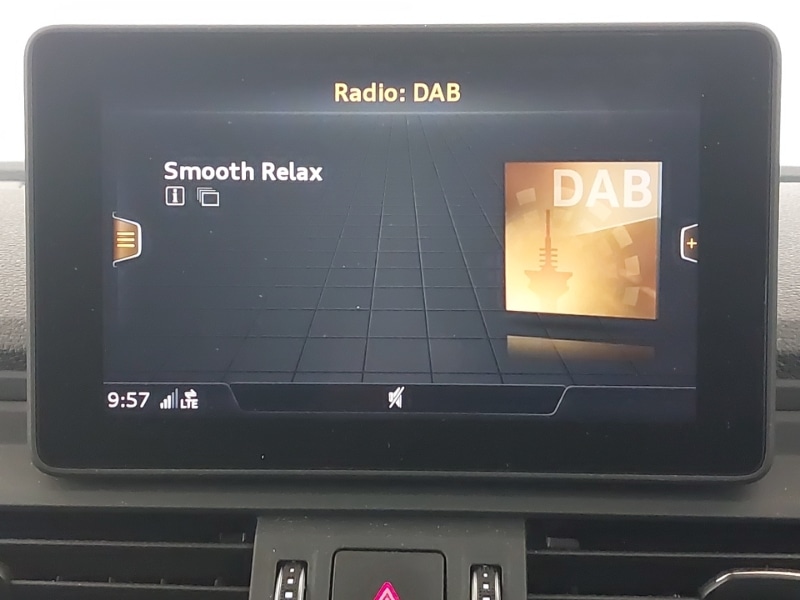 Radio: DAB
Smooth Relax
DAB
9:57 LTE